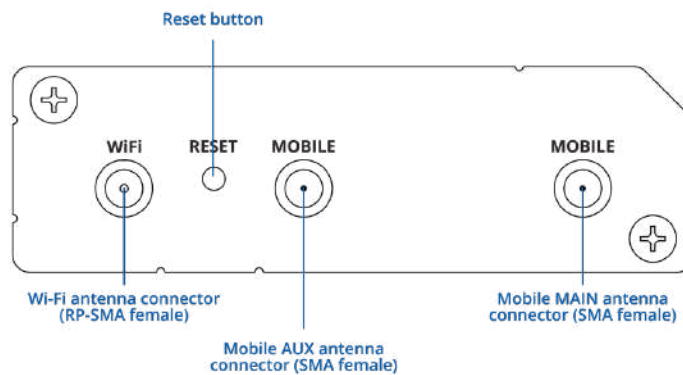 Reset button
WiFi
RESET
MOBILE
MOBILE
Wi-Fi antenna connector
(RP-SMA female)
Mobile AUX antenna
connector (SMA female)
Mobile MAIN antenna
connector (SMA female)